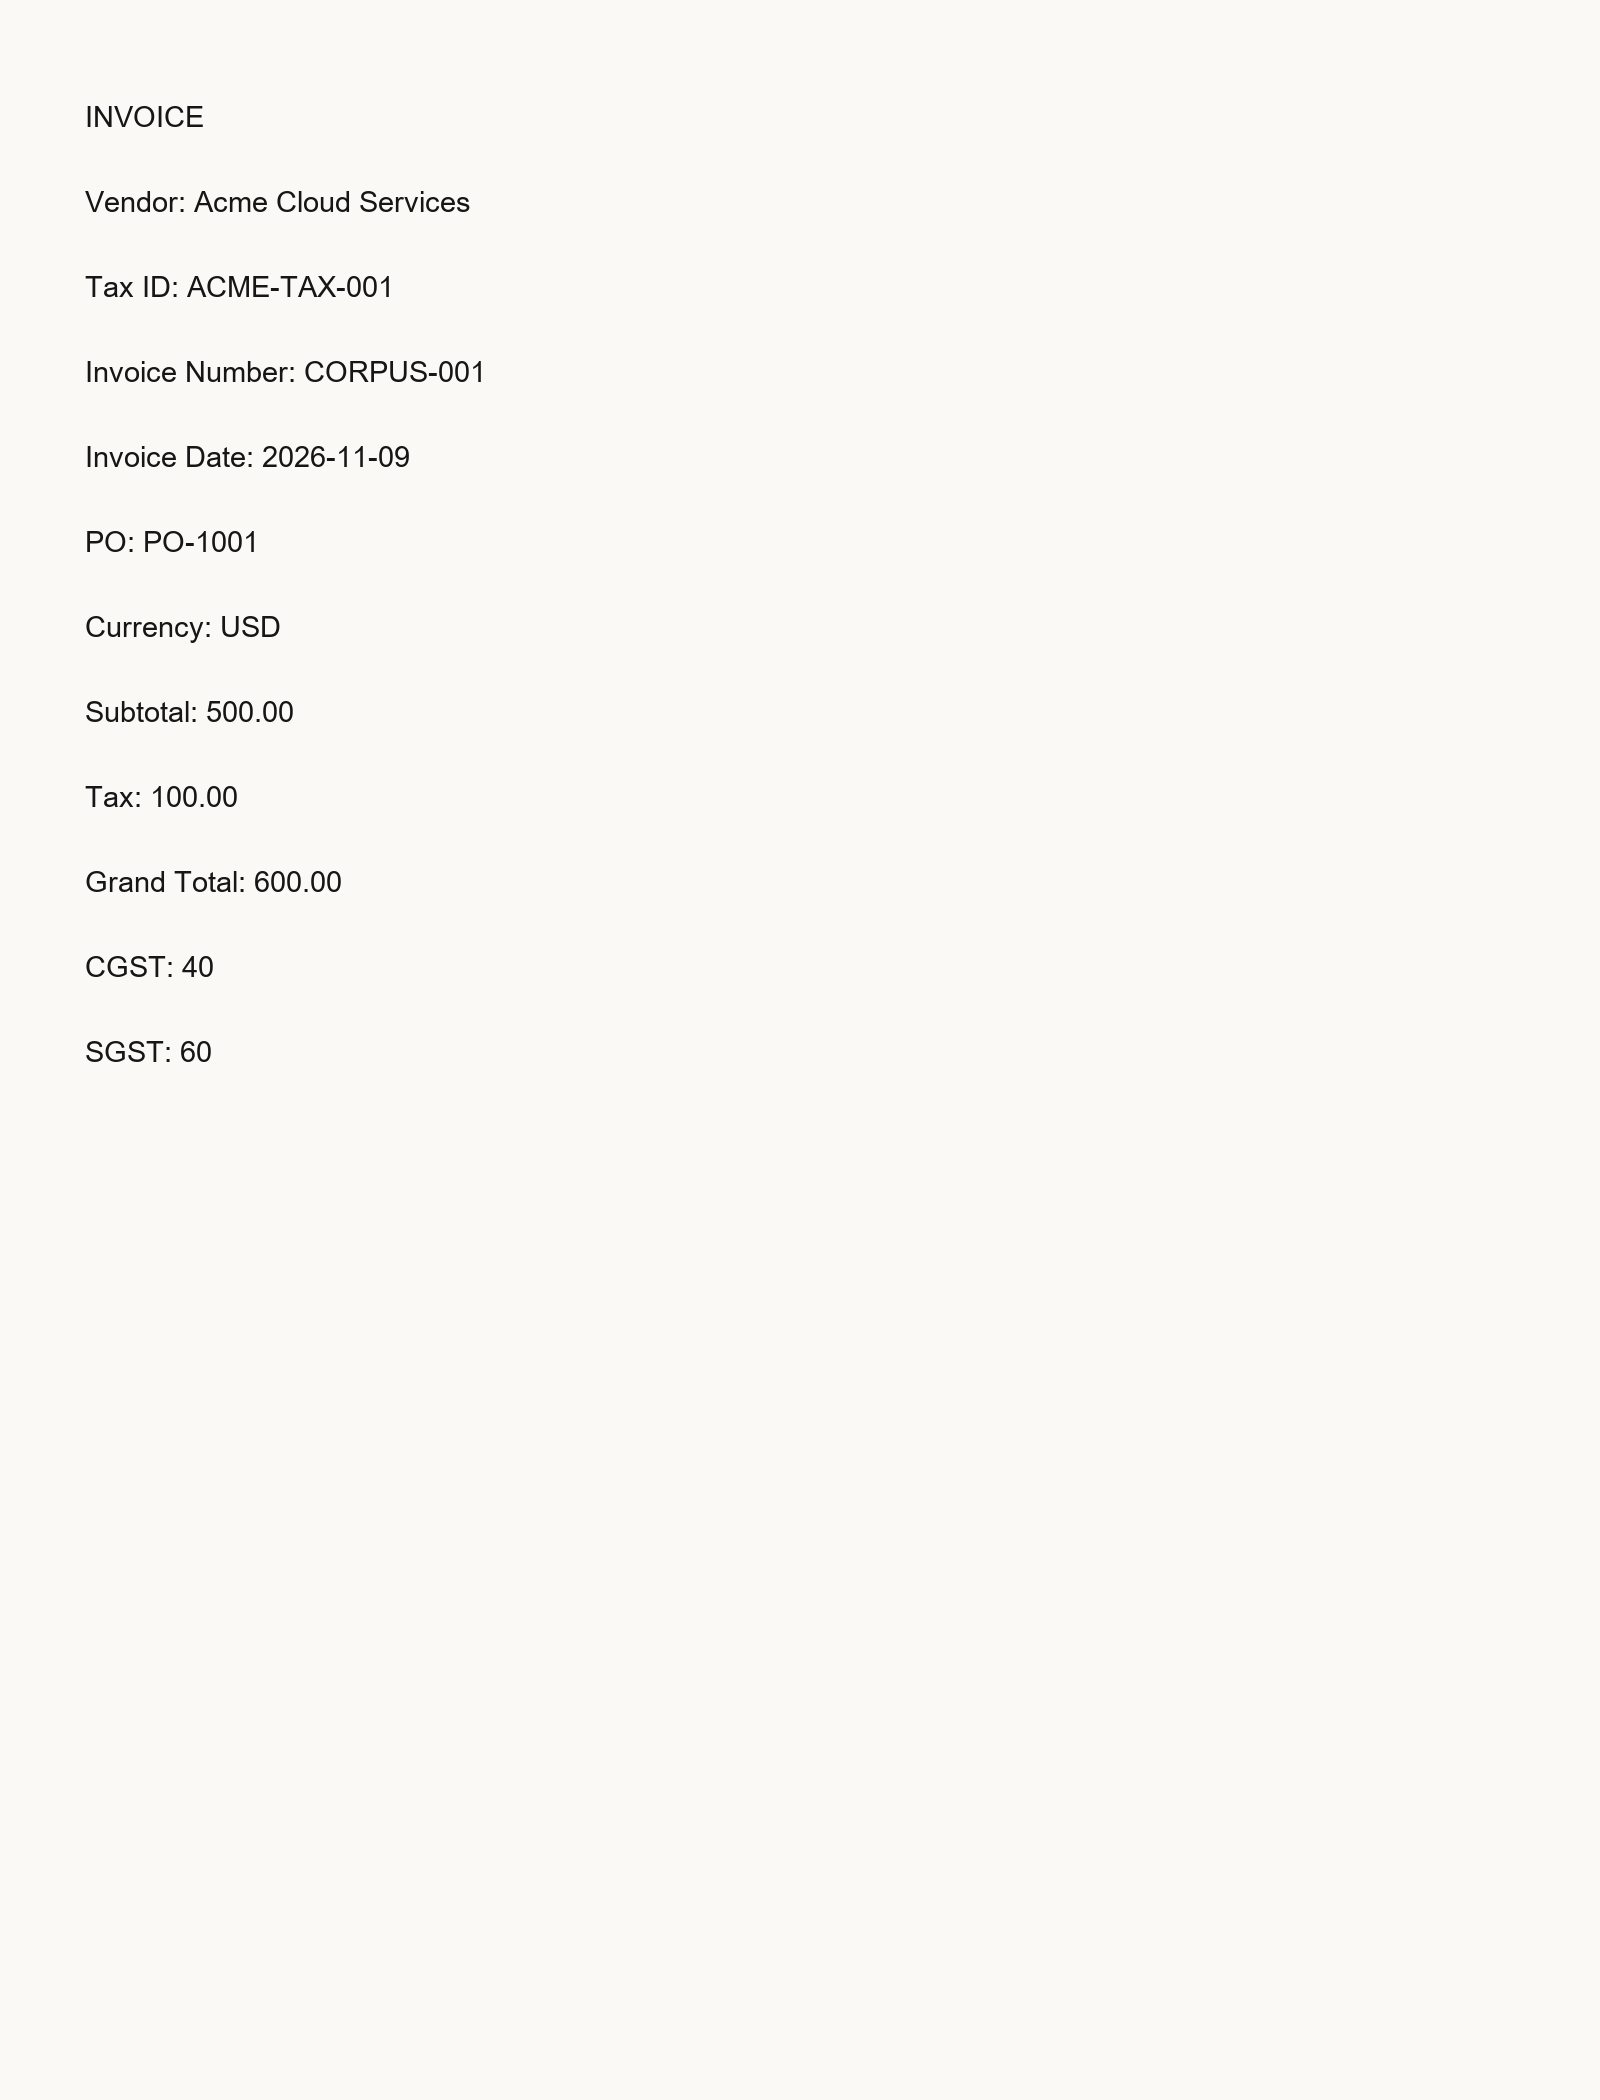 INVOICE
Vendor: Acme Cloud Services
Tax ID: ACME-TAX-001
Invoice Number: CORPUS-001
Invoice Date: 2026-11-09
PO: PO-1001
Currency: USD
Subtotal: 500.00
Tax: 100.00
Grand Total: 600.00
CGST: 40
SGST: 60